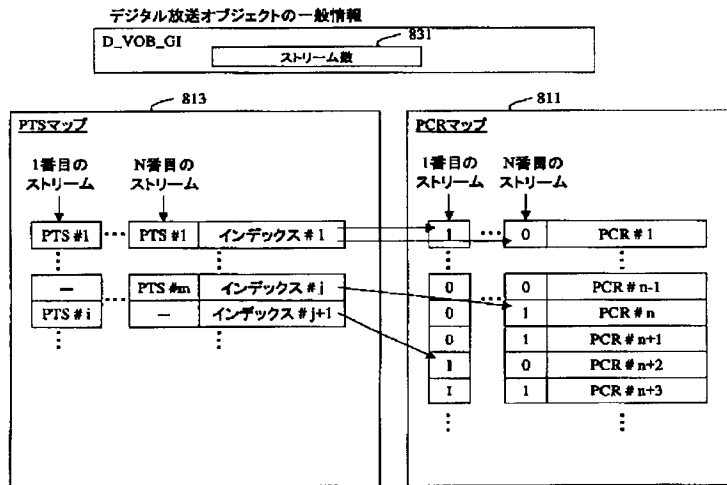 デジタル放送オブジェクトの一般情報
D_VOB_GI
831
ストリーム数
813
811
PTSマップ
1番目の
ストリーム
N番目の
ストリーム
PTS #1 ... PTS #1 インデックス # 1
— PTS #m インデックス # j
PTS # i — インデックス # j+1
PCRマップ
1番目の
ストリーム
N番目の
ストリーム
1 ... 0 PCR # 1
0 ... 0 PCR # n-1
0 1 PCR # n
0 1 PCR # n+1
1 0 PCR # n+2
1 1 PCR # n+3